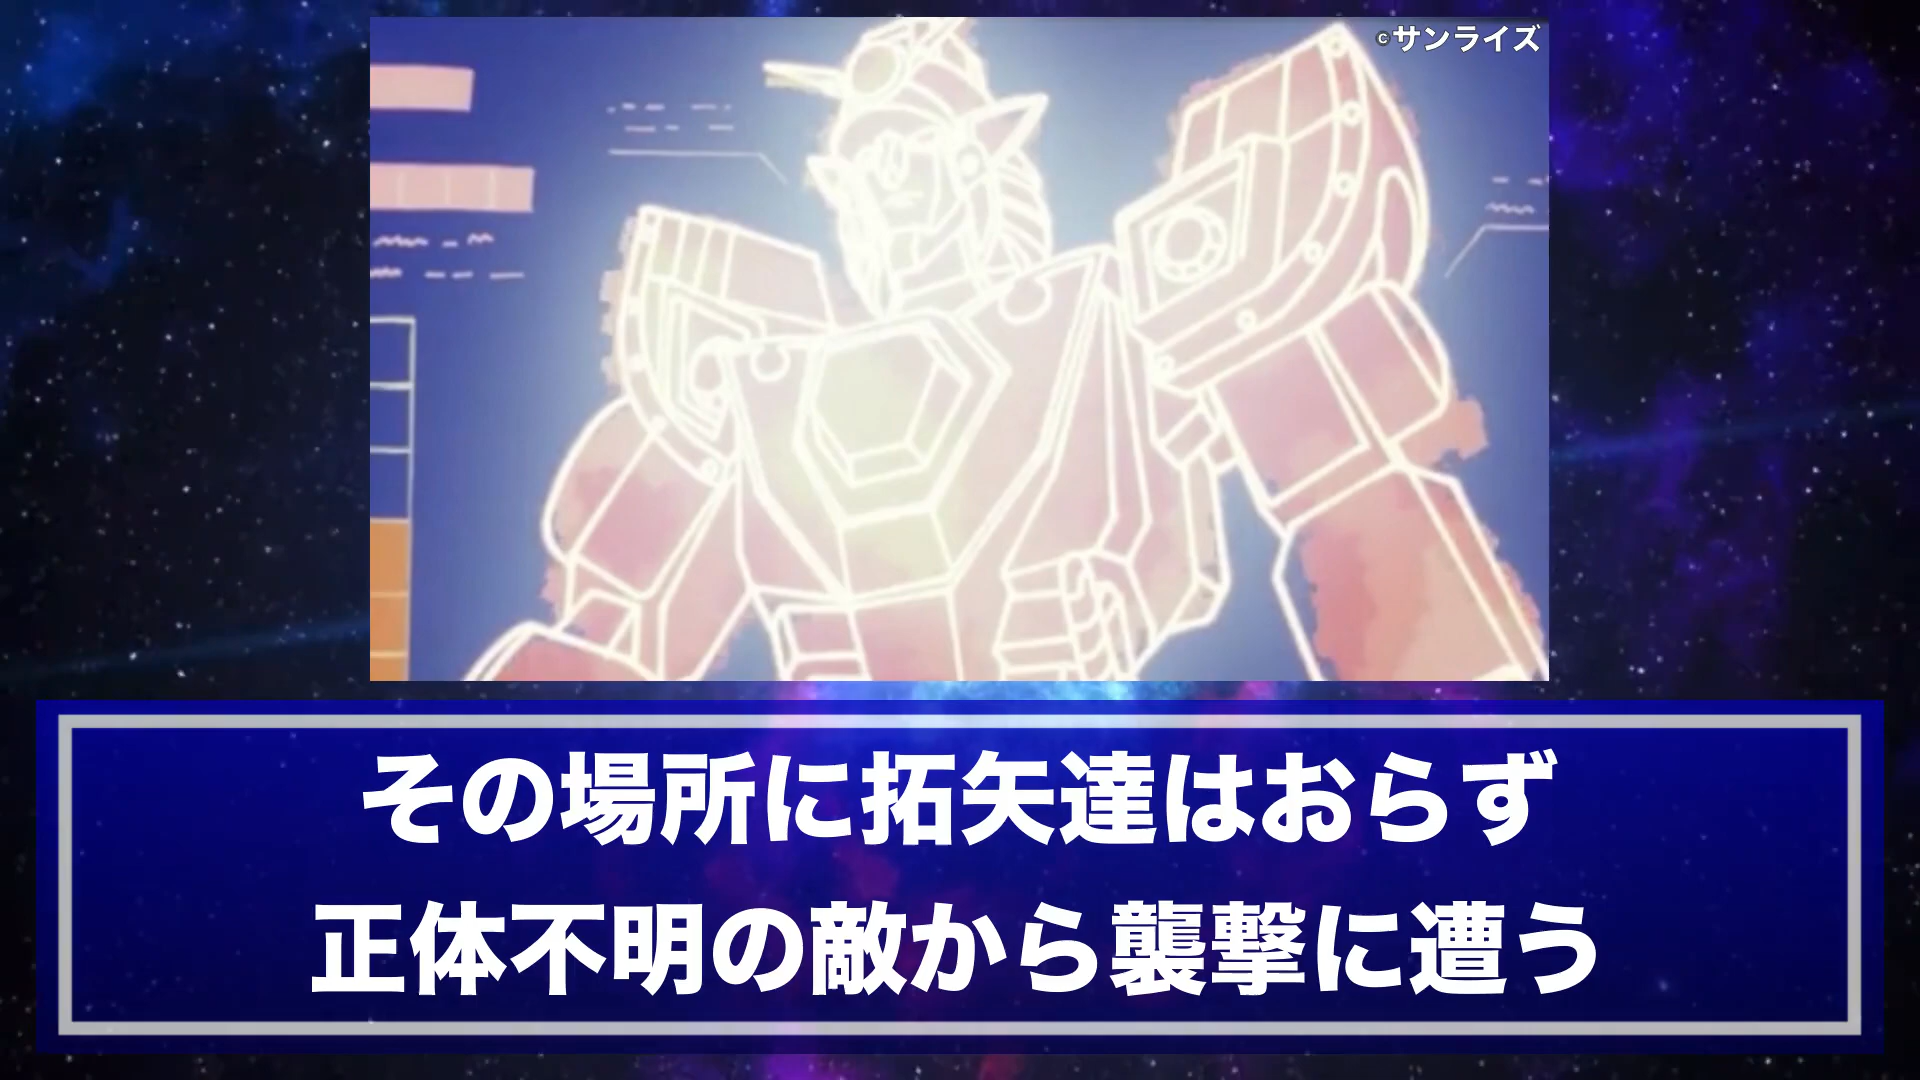 ©サンライズ
その場所に拓矢達はおらず
正体不明の敵から襲撃に遭う